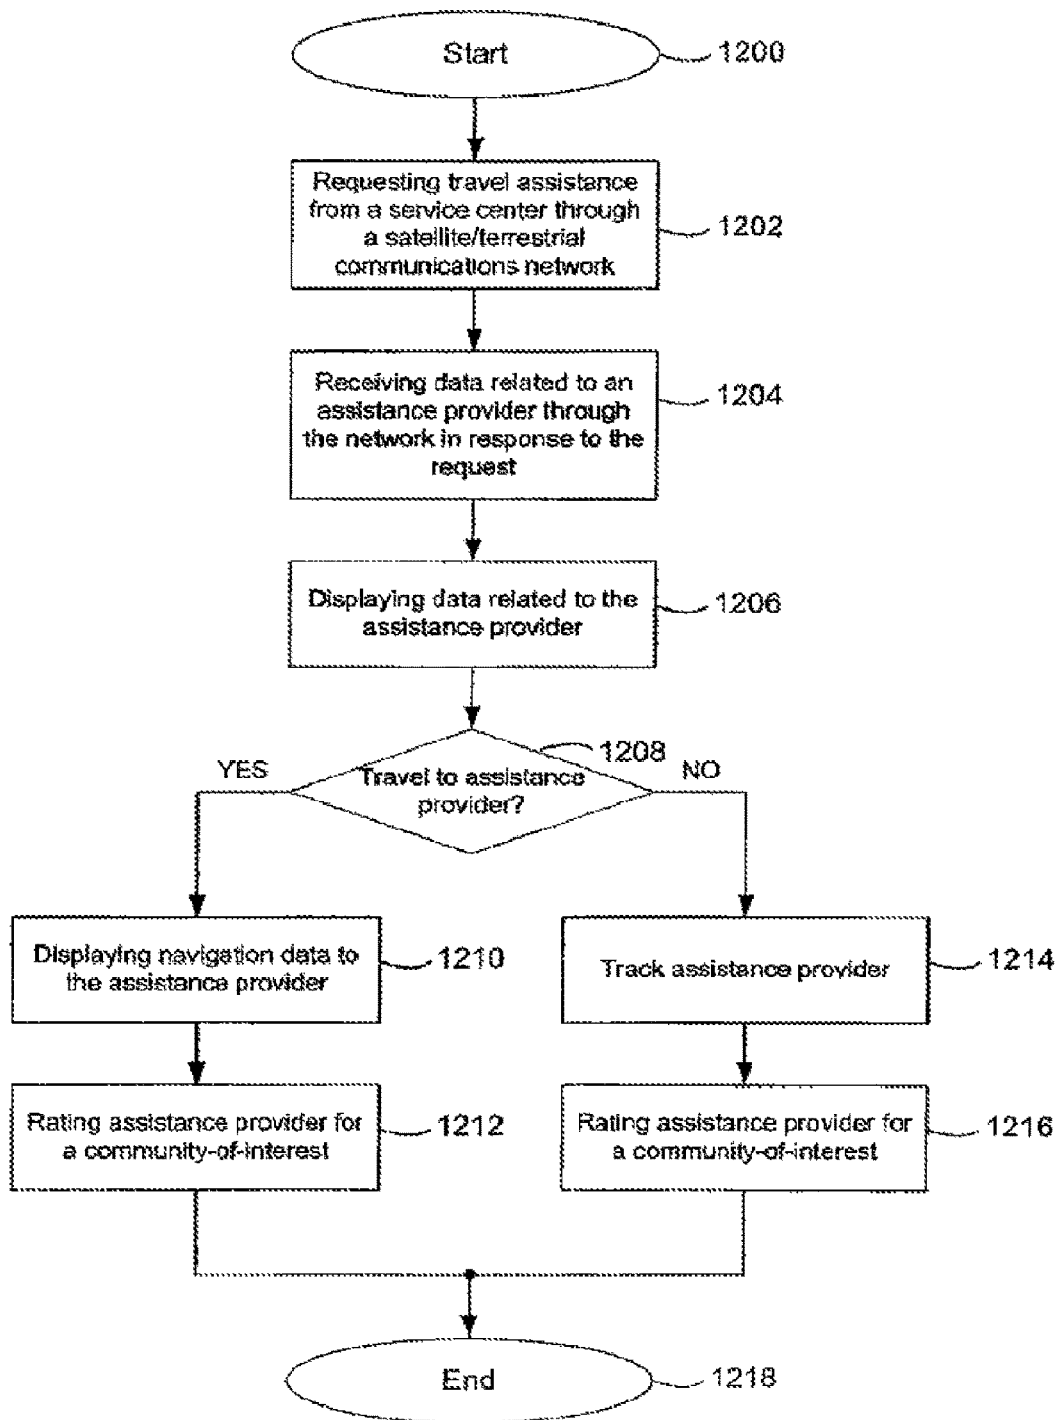 Start
1200
Requesting travel assistance
from a service center through
a satellite/terrestrial
communications network
1202
Receiving data related to an
assistance provider through
the network in response to the
request
1204
Displaying data related to the
assistance provider
1206
1208
YES
Travel to assistance
provider?
NO
Displaying navigation data to
the assistance provider
1210
Track assistance provider
1214
Rating assistance provider for
a community-of-interest
1212
Rating assistance provider for
a community-of-interest
1216
End
1218